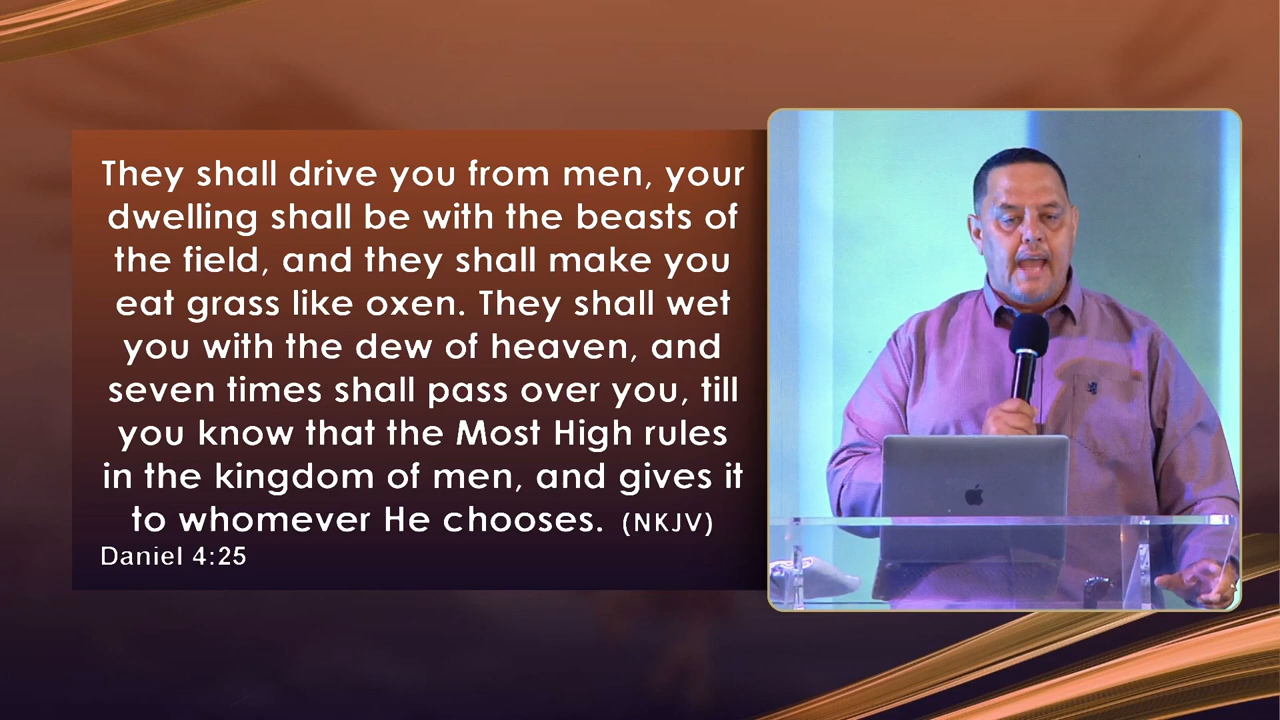 They shall drive you from men, your
dwelling shall be with the beasts of
the field, and they shall make you
eat grass like oxen. They shall wet
you with the dew of heaven, and
seven times shall pass over you, till
you know that the Most High rules
in the kingdom of men, and gives it
to whomever He chooses. (NKJV)
Daniel 4:25